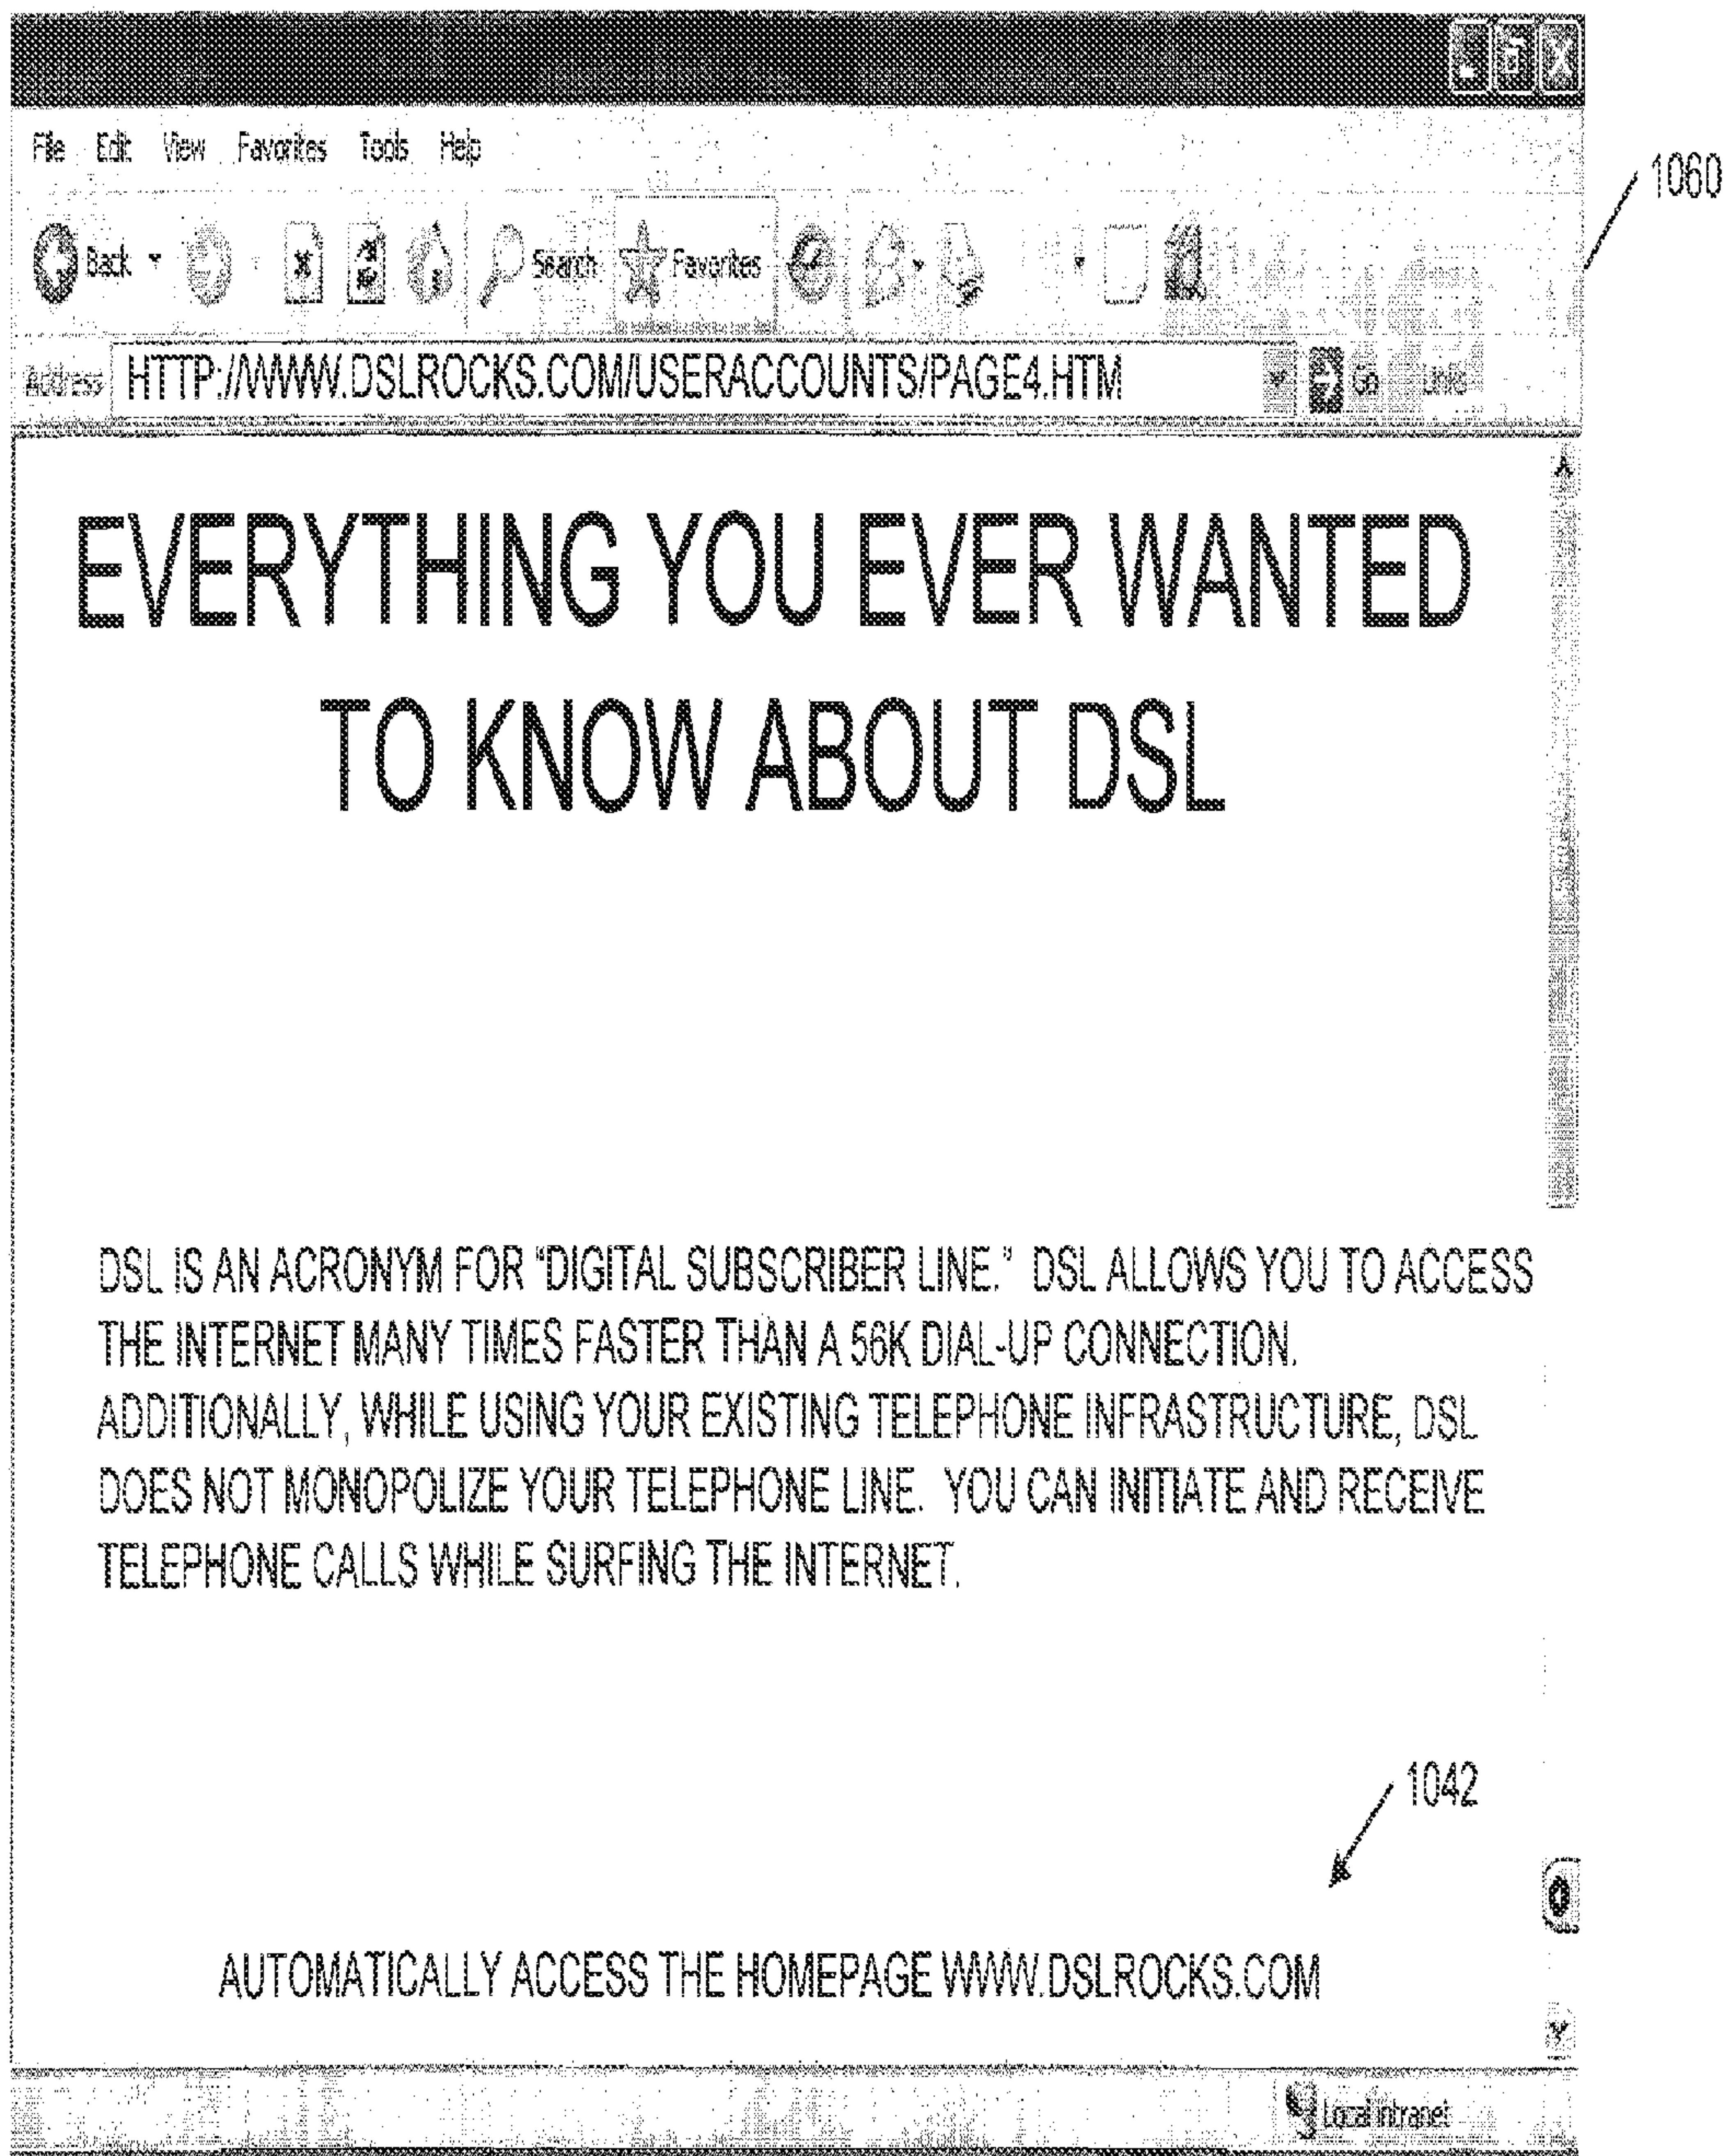 File Edit View Favorites Tools Help
1060
Back Search Favorites
Address HTTP://WWW.DSLROCKS.COM/USERACCOUNTS/PAGE4.HTM Go Links
EVERYTHING YOU EVER WANTED
TO KNOW ABOUT DSL
DSL IS AN ACRONYM FOR "DIGITAL SUBSCRIBER LINE." DSL ALLOWS YOU TO ACCESS
THE INTERNET MANY TIMES FASTER THAN A 56K DIAL-UP CONNECTION.
ADDITIONALLY, WHILE USING YOUR EXISTING TELEPHONE INFRASTRUCTURE, DSL
DOES NOT MONOPOLIZE YOUR TELEPHONE LINE. YOU CAN INITIATE AND RECEIVE
TELEPHONE CALLS WHILE SURFING THE INTERNET.
1042
AUTOMATICALLY ACCESS THE HOMEPAGE WWW.DSLROCKS.COM
Local intranet